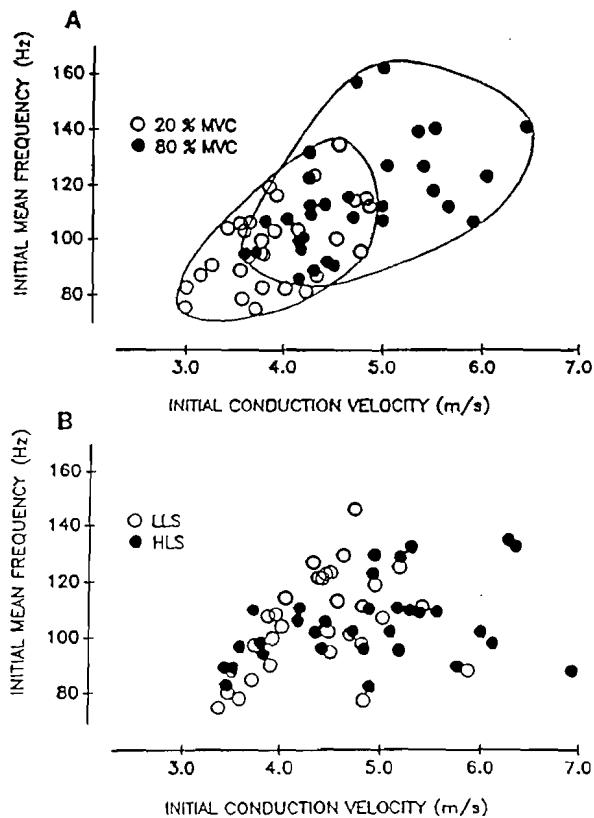 A
INITIAL MEAN FREQUENCY (Hz)
160
140
120
100
80
○ 20 % MVC
● 80 % MVC
3.0 4.0 5.0 6.0 7.0
INITIAL CONDUCTION VELOCITY (m/s)
B
INITIAL MEAN FREQUENCY (Hz)
160
140
120
100
80
○ LLS
● HLS
3.0 4.0 5.0 6.0 7.0
INITIAL CONDUCTION VELOCITY (m/s)